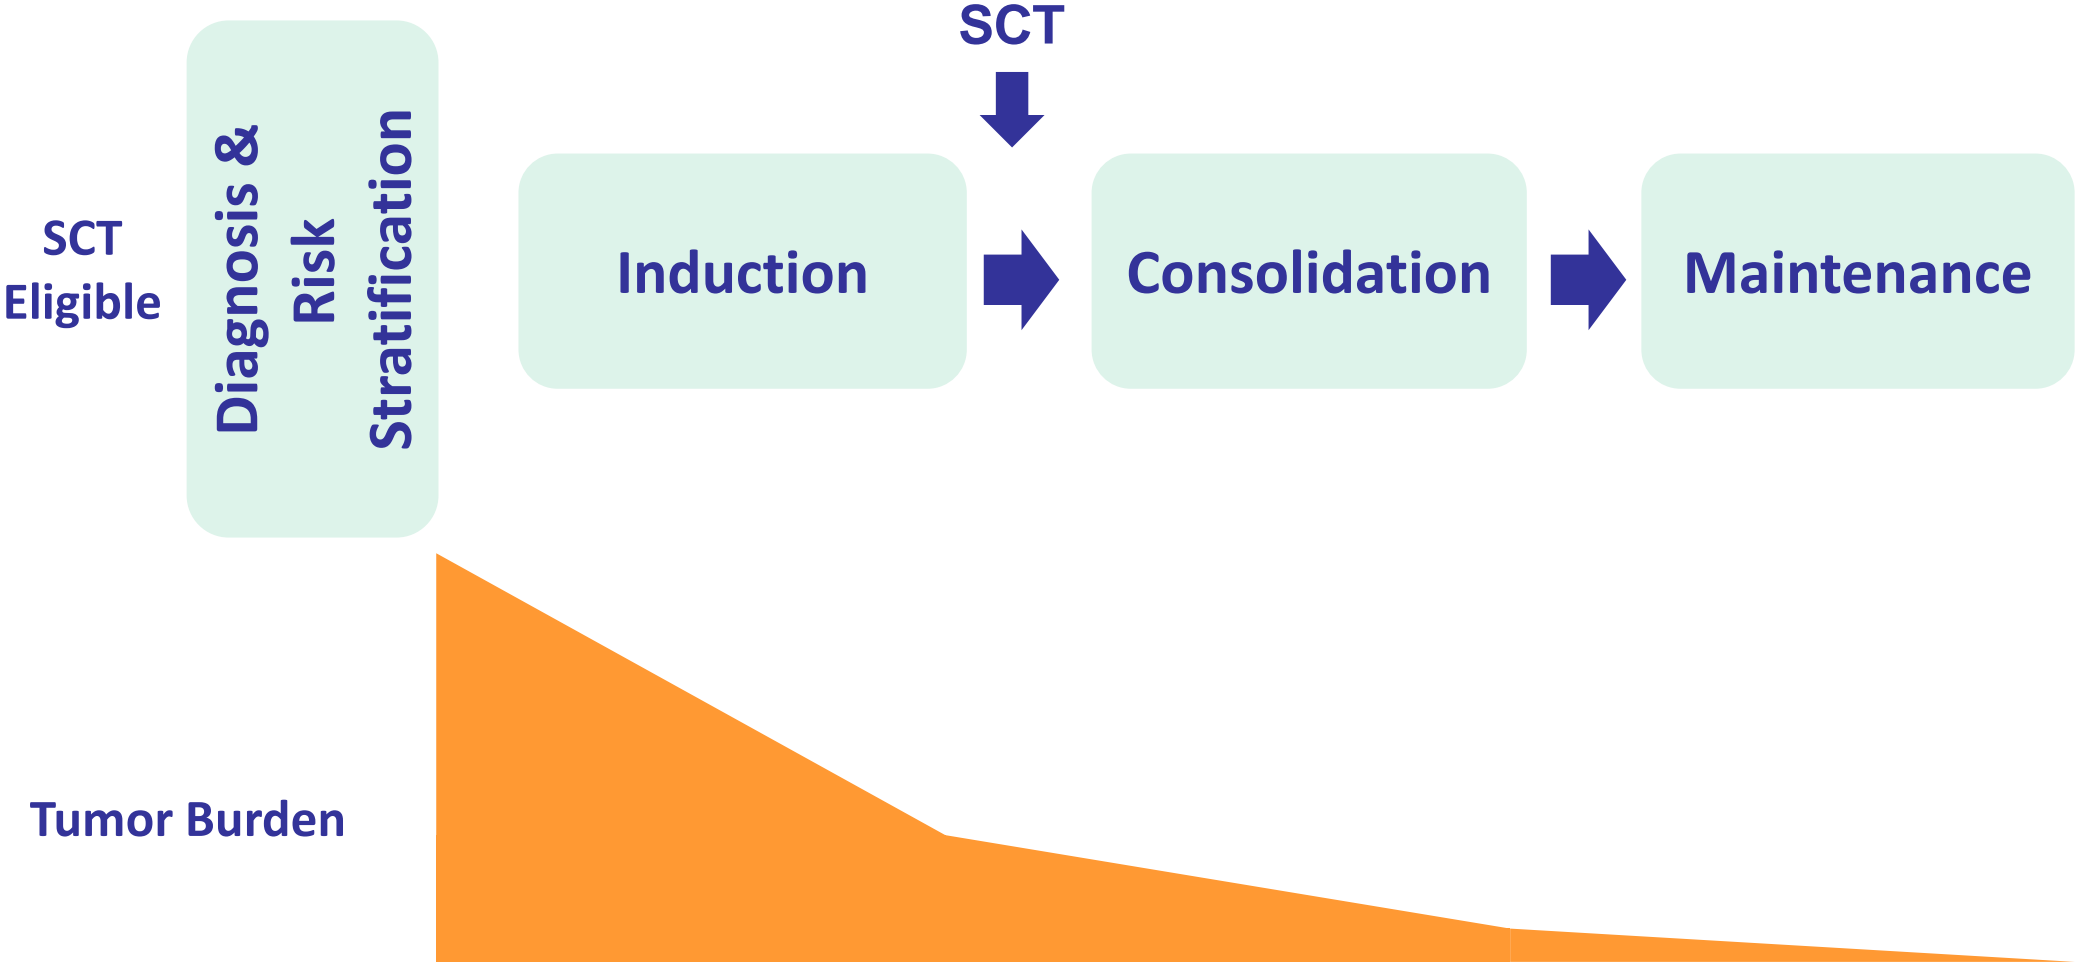 SCT
SCT
Eligible
Diagnosis &
Risk
Stratification
Induction
Consolidation
Maintenance
Tumor Burden